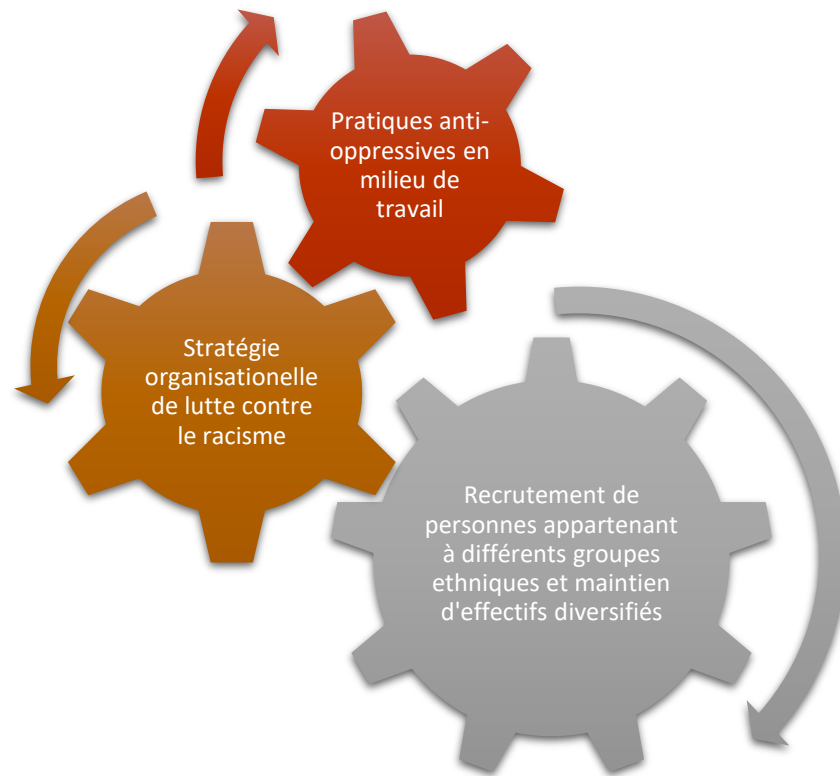 Pratiques anti-
oppressives en
milieu de
travail
Stratégie
organisationelle
de lutte contre
le racisme
Recrutement de
personnes appartenant
à différents groupes
ethniques et maintien
d'effectifs diversifiés